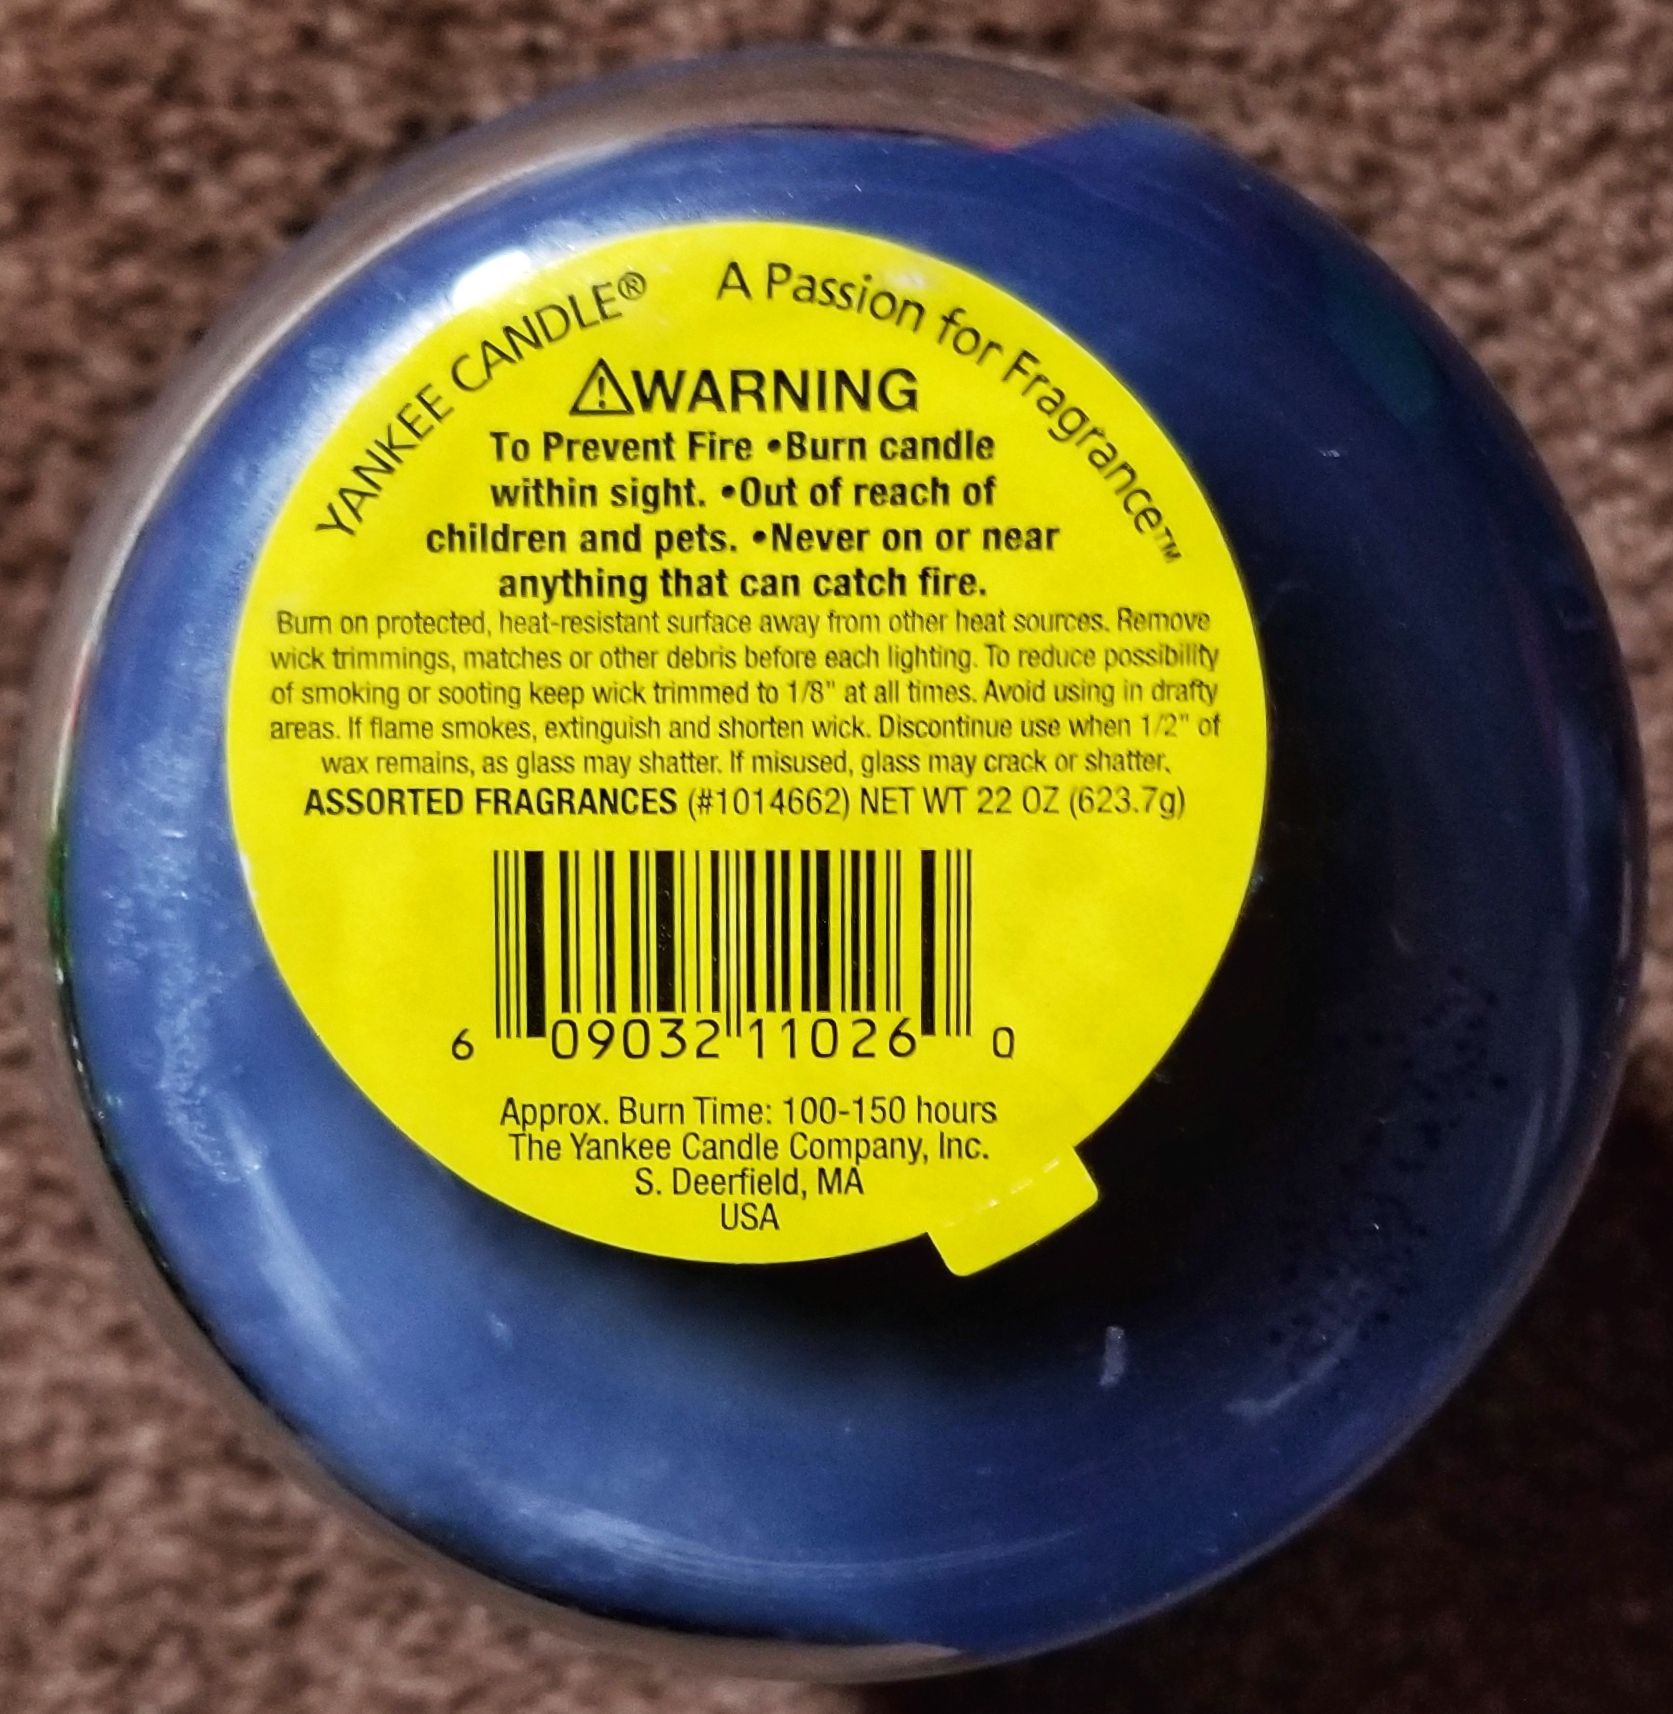 YANKEE CANDLE® A Passion for Fragrance™
⚠WARNING
To Prevent Fire •Burn candle
within sight. •Out of reach of
children and pets. •Never on or near
anything that can catch fire.
Burn on protected, heat-resistant surface away from other heat sources. Remove
wick trimmings, matches or other debris before each lighting. To reduce possibility
of smoking or sooting keep wick trimmed to 1/8" at all times. Avoid using in drafty
areas. If flame smokes, extinguish and shorten wick. Discontinue use when 1/2" of
wax remains, as glass may shatter. If misused, glass may crack or shatter.
ASSORTED FRAGRANCES (#1014662) NET WT 22 OZ (623.7g)
6 09032 11026 0
Approx. Burn Time: 100-150 hours
The Yankee Candle Company, Inc.
S. Deerfield, MA
USA